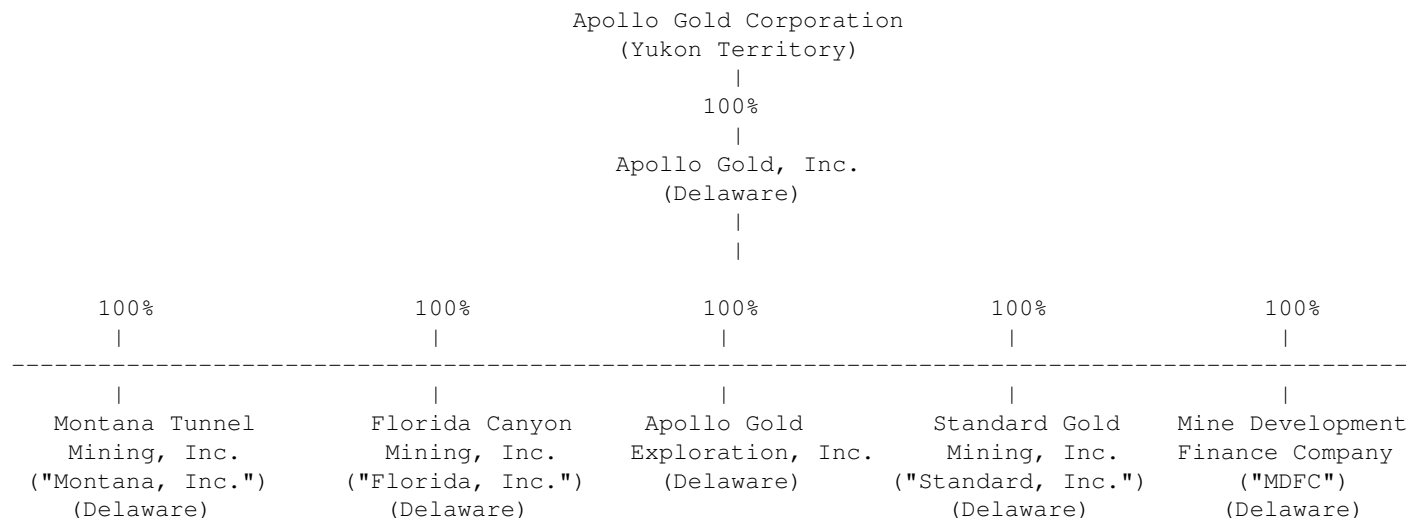 Apollo Gold Corporation
(Yukon Territory)
|
100%
|
Apollo Gold, Inc.
(Delaware)
|
|
100% 100% 100% 100% 100%
| | | | |
--------------------------------------------------------------------------------------------------
| | | | |
Montana Tunnel Florida Canyon Apollo Gold Standard Gold Mine Development
Mining, Inc. Mining, Inc. Exploration, Inc. Mining, Inc. Finance Company
("Montana, Inc.") ("Florida, Inc.") (Delaware) ("Standard, Inc.") ("MDFC")
(Delaware) (Delaware) (Delaware) (Delaware)